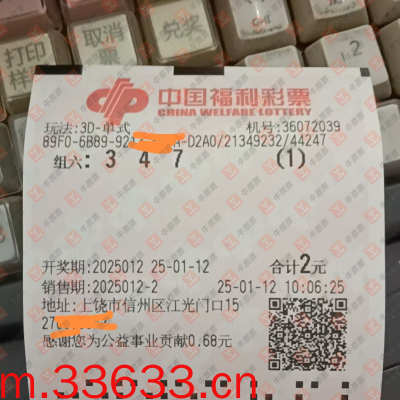 打印
样
取消
票
2
中国福利彩票
CHINA WELFARE LOTTERY
玩法:3D-单式 机号:36072039
89F0-6B89-92 -D2A0/21349232/44247
组六: 3 4 7 (1)
开奖期:2025012 25-01-12 合计2元
销售期:2025012-2 25-01-12 10:06:25
地址:上饶市信州区江光门口15
27
感谢您为公益事业贡献0.68元
m.33633.cn